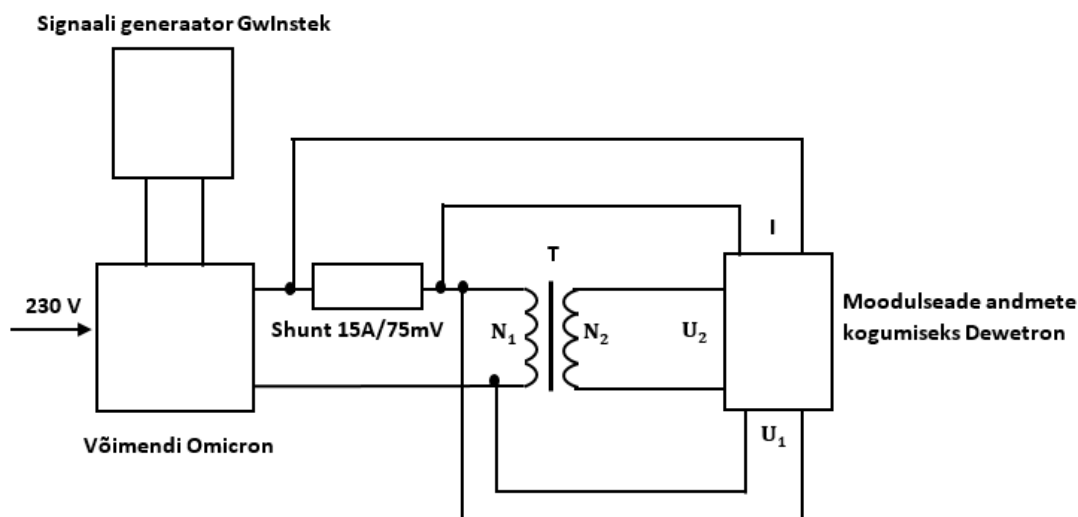 Signaali generaator GwInstek
I
T
230 V
Shunt 15A/75mV
N₁
N₂
U₂
Moodulseade andmete
kogumiseks Dewetron
U₁
Võimendi Omicron